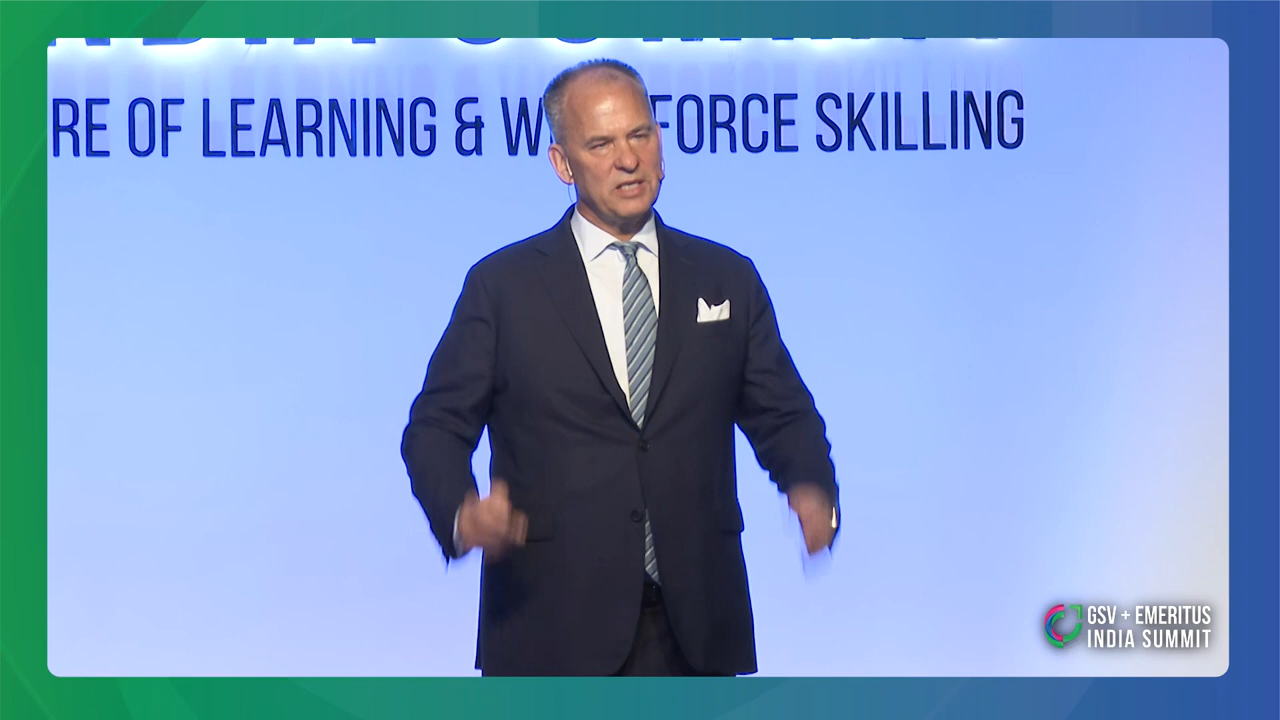 RE OF LEARNING & W FORCE SKILLING
GSV + EMERITUS
INDIA SUMMIT